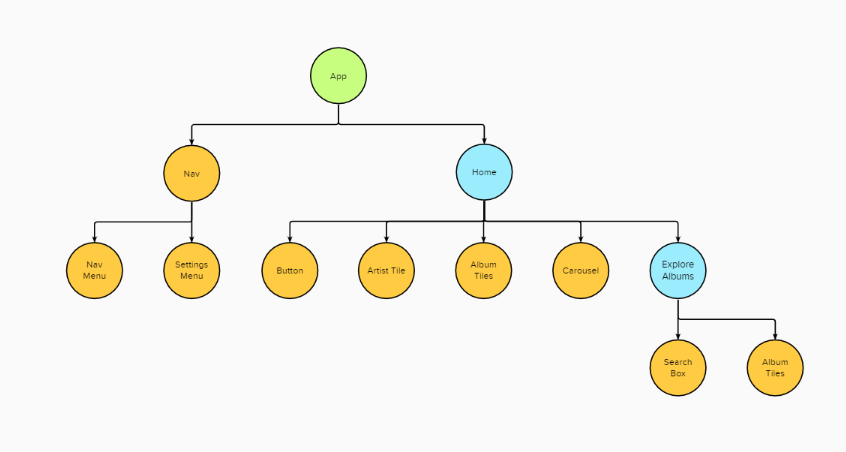 App
Nav
Home
Nav
Menu
Settings
Menu
Button
Artist Tile
Album
Tiles
Carousel
Explore
Albums
Search
Box
Album
Tiles